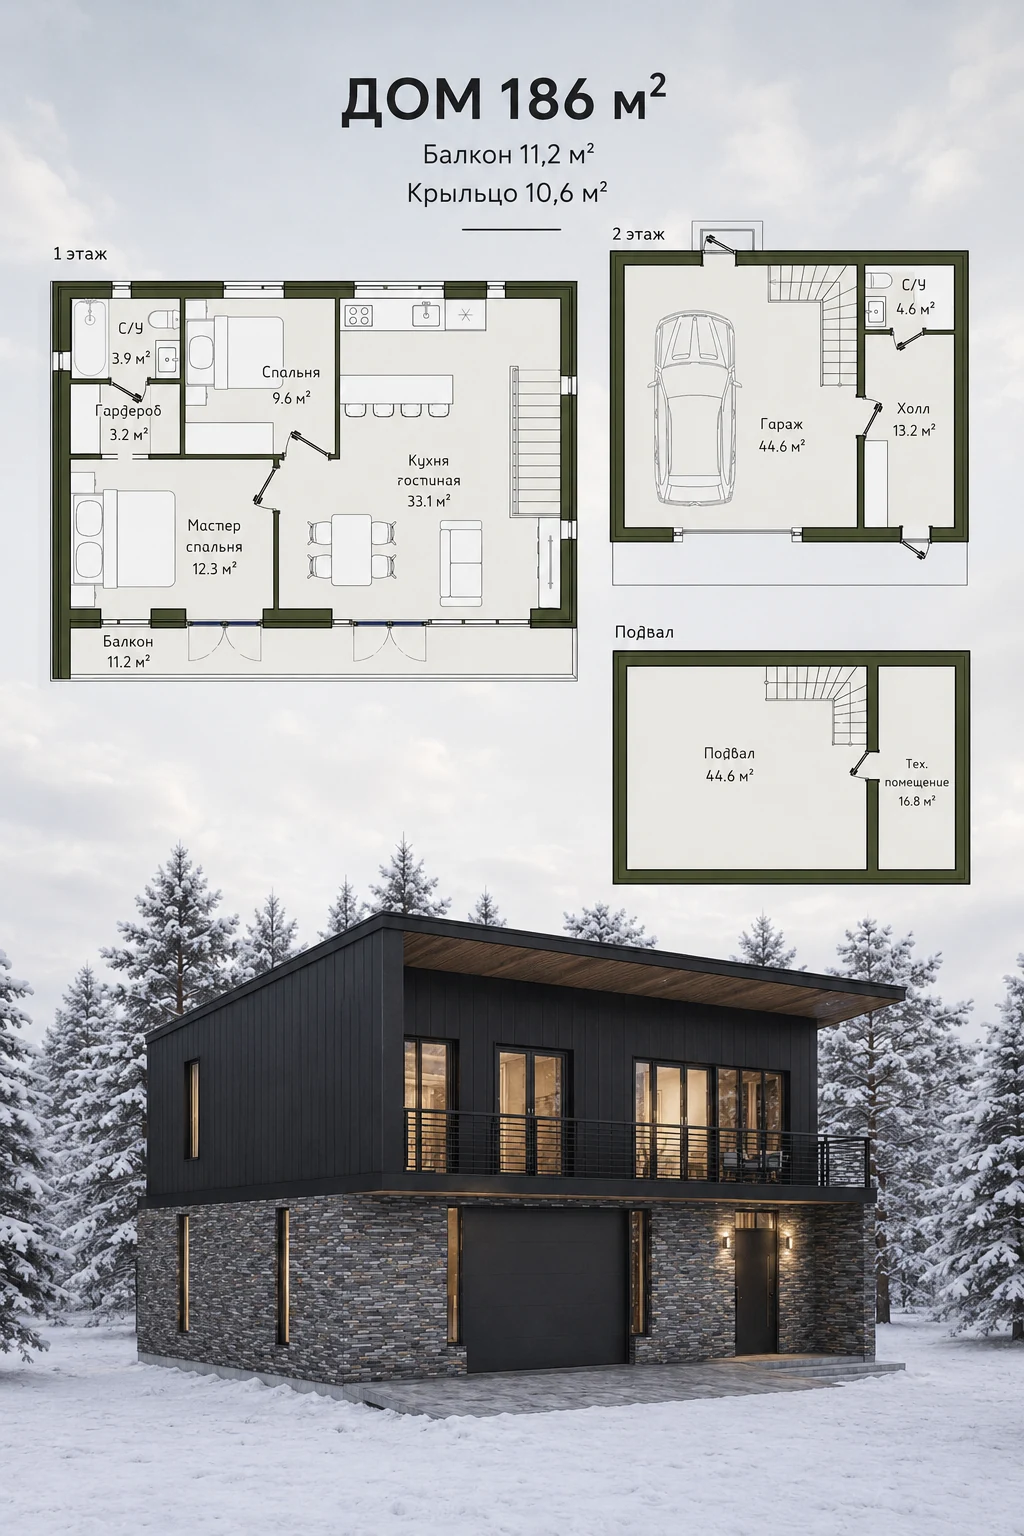 ДОМ 186 м²
Балкон 11,2 м²
Крыльцо 10,6 м²
1 этаж
С/У
3.9 м²
Гардероб
3.2 м²
Спальня
9.6 м²
Кухня
гостиная
33.1 м²
Мастер
спальня
12.3 м²
Балкон
11.2 м²
2 этаж
С/У
4.6 м²
Гараж
44.6 м²
Холл
13.2 м²
Подвал
Подвал
44.6 м²
Тех.
помещение
16.8 м²